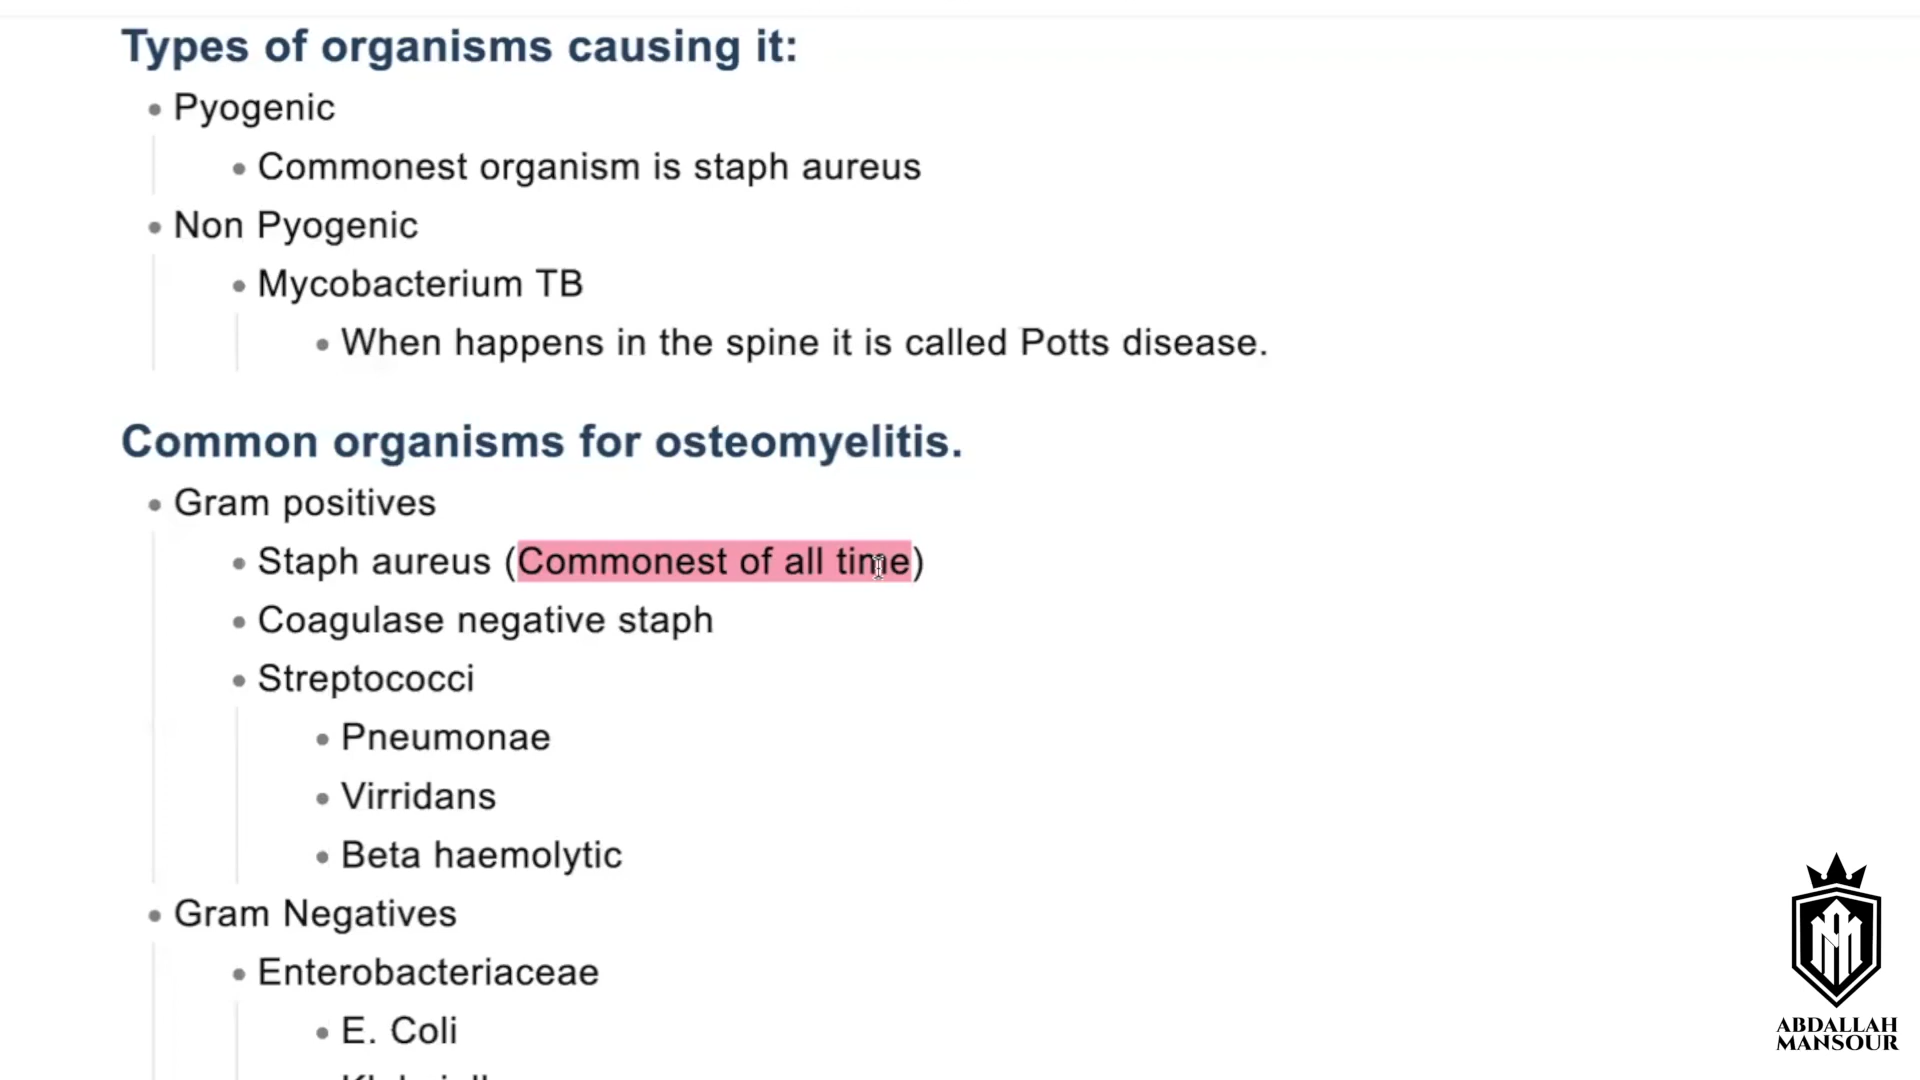 Types of organisms causing it:
Pyogenic
Commonest organism is staph aureus
Non Pyogenic
Mycobacterium TB
When happens in the spine it is called Potts disease.
Common organisms for osteomyelitis.
Gram positives
Staph aureus (Commonest of all time)
Coagulase negative staph
Streptococci
Pneumonae
Virridans
Beta haemolytic
Gram Negatives
Enterobacteriaceae
E. Coli
ABDALLAH
MANSOUR